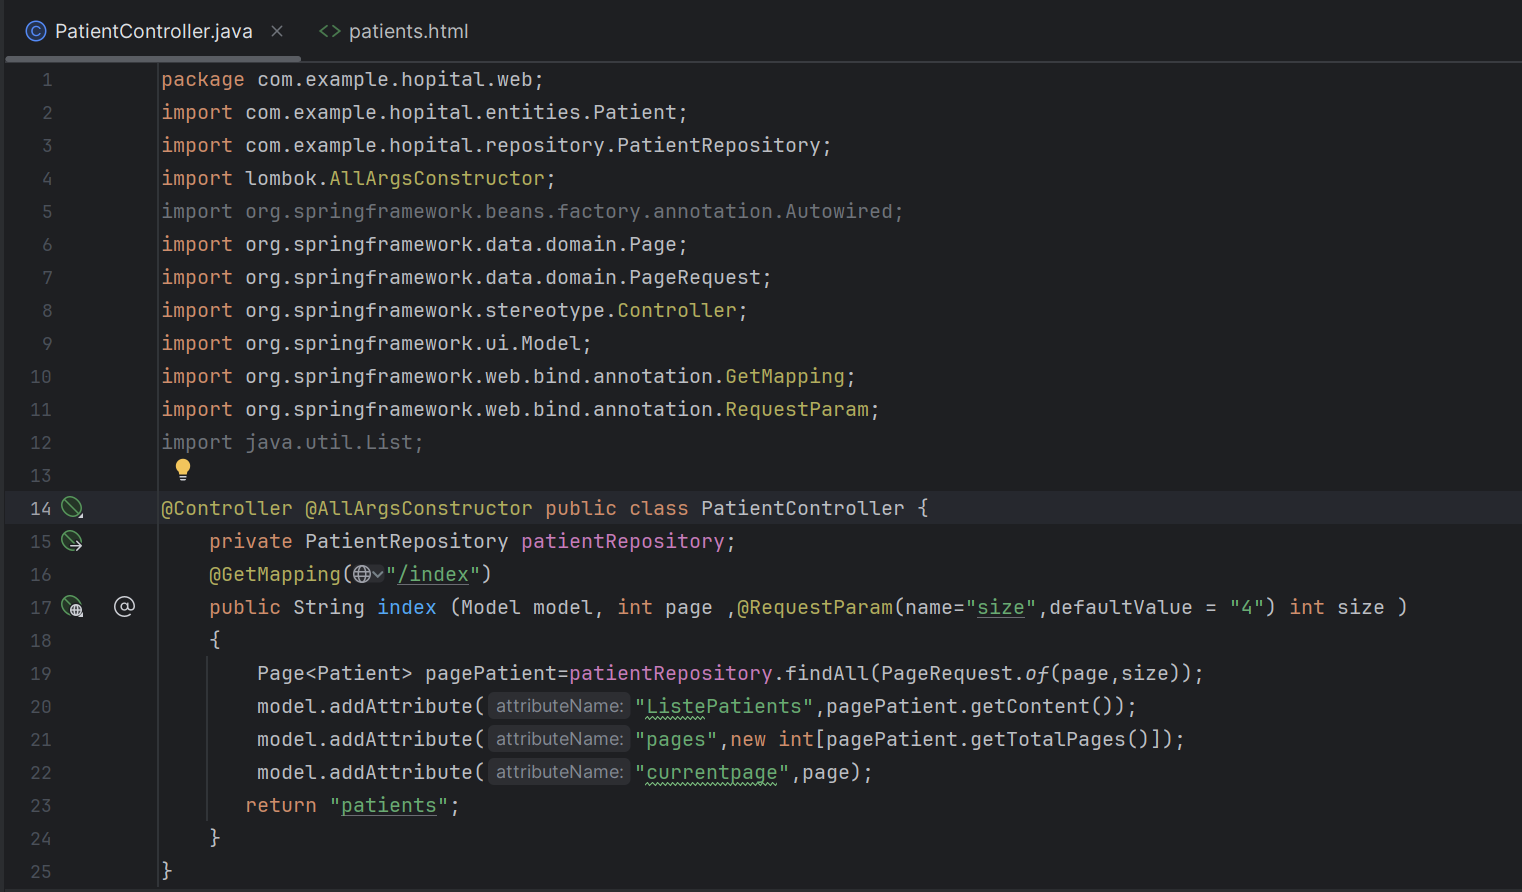 PatientController.java
patients.html
1 package com.example.hopital.web;
2 import com.example.hopital.entities.Patient;
3 import com.example.hopital.repository.PatientRepository;
4 import lombok.AllArgsConstructor;
5 import org.springframework.beans.factory.annotation.Autowired;
6 import org.springframework.data.domain.Page;
7 import org.springframework.data.domain.PageRequest;
8 import org.springframework.stereotype.Controller;
9 import org.springframework.ui.Model;
10 import org.springframework.web.bind.annotation.GetMapping;
11 import org.springframework.web.bind.annotation.RequestParam;
12 import java.util.List;
13
14 @Controller @AllArgsConstructor public class PatientController {
15 private PatientRepository patientRepository;
16 @GetMapping("/index")
17 @ public String index (Model model, int page ,@RequestParam(name="size",defaultValue = "4") int size )
18 {
19 Page<Patient> pagePatient=patientRepository.findAll(PageRequest.of(page,size));
20 model.addAttribute( attributeName: "ListePatients",pagePatient.getContent());
21 model.addAttribute( attributeName: "pages",new int[pagePatient.getTotalPages()]);
22 model.addAttribute( attributeName: "currentpage",page);
23 return "patients";
24 }
25 }